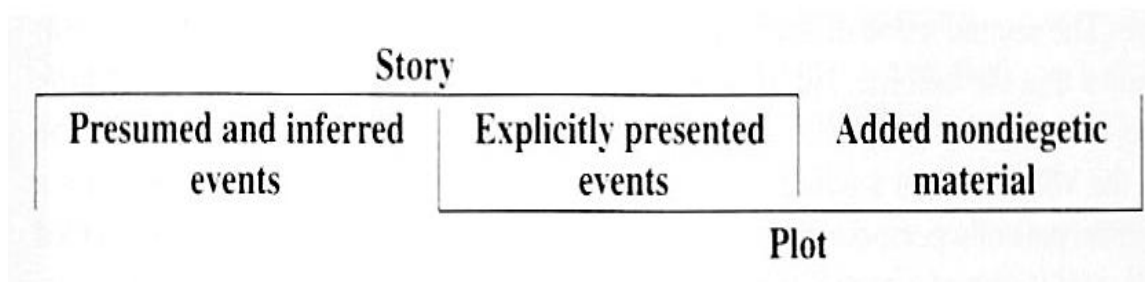 Story
Presumed and inferred events
Explicitly presented events
Added nondiegetic material
Plot